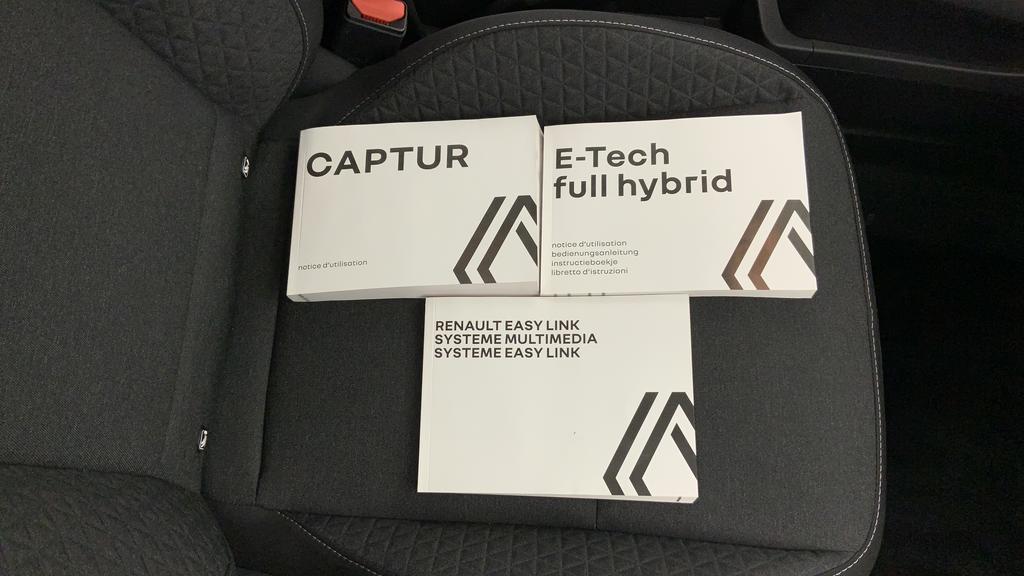 CAPTUR
notice d'utilisation
E-Tech
full hybrid
notice d'utilisation
bedienungsanleitung
instructieboekje
libretto d'istruzioni
RENAULT EASY LINK
SYSTEME MULTIMEDIA
SYSTEME EASY LINK